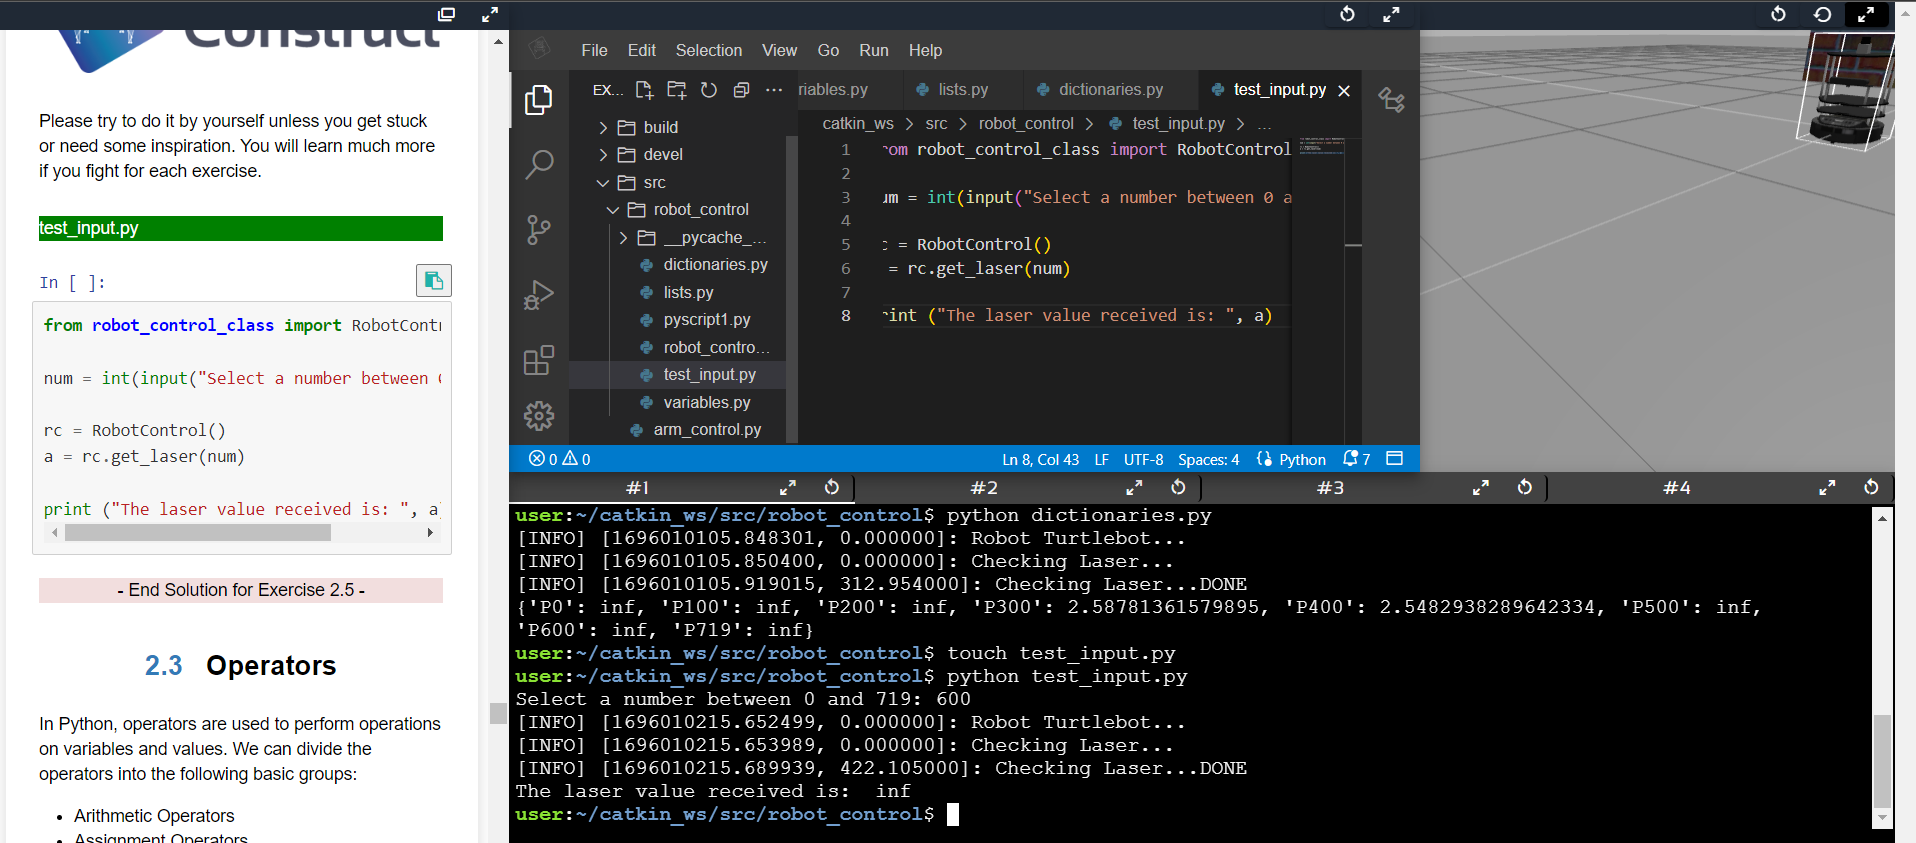 Construct
Please try to do it by yourself unless you get stuck
or need some inspiration. You will learn much more
if you fight for each exercise.
test_input.py
In [ ]:
from robot_control_class import RobotContr
num = int(input("Select a number between
rc = RobotControl()
a = rc.get_laser(num)
print ("The laser value received is: ", a
- End Solution for Exercise 2.5 -
2.3 Operators
In Python, operators are used to perform operations
on variables and values. We can divide the
operators into the following basic groups:
• Arithmetic Operators
• Assignment Operators
File Edit Selection View Go Run Help
EX... riables.py lists.py dictionaries.py test_input.py
build
devel
src
robot_control
__pycache_...
dictionaries.py
lists.py
pyscript1.py
robot_contro...
test_input.py
variables.py
arm_control.py
catkin_ws > src > robot_control > test_input.py > ...
1 rom robot_control_class import RobotControl
2
3 um = int(input("Select a number between 0 a
4
5 c = RobotControl()
6 = rc.get_laser(num)
7
8 rint ("The laser value received is: ", a)
0 0 Ln 8, Col 43 LF UTF-8 Spaces: 4 Python 7
#1 #2 #3 #4
user:~/catkin_ws/src/robot_control$ python dictionaries.py
[INFO] [1696010105.848301, 0.000000]: Robot Turtlebot...
[INFO] [1696010105.850400, 0.000000]: Checking Laser...
[INFO] [1696010105.919015, 312.954000]: Checking Laser...DONE
{'P0': inf, 'P100': inf, 'P200': inf, 'P300': 2.58781361579895, 'P400': 2.5482938289642334, 'P500': inf,
'P600': inf, 'P719': inf}
user:~/catkin_ws/src/robot_control$ touch test_input.py
user:~/catkin_ws/src/robot_control$ python test_input.py
Select a number between 0 and 719: 600
[INFO] [1696010215.652499, 0.000000]: Robot Turtlebot...
[INFO] [1696010215.653989, 0.000000]: Checking Laser...
[INFO] [1696010215.689939, 422.105000]: Checking Laser...DONE
The laser value received is:  inf
user:~/catkin_ws/src/robot_control$